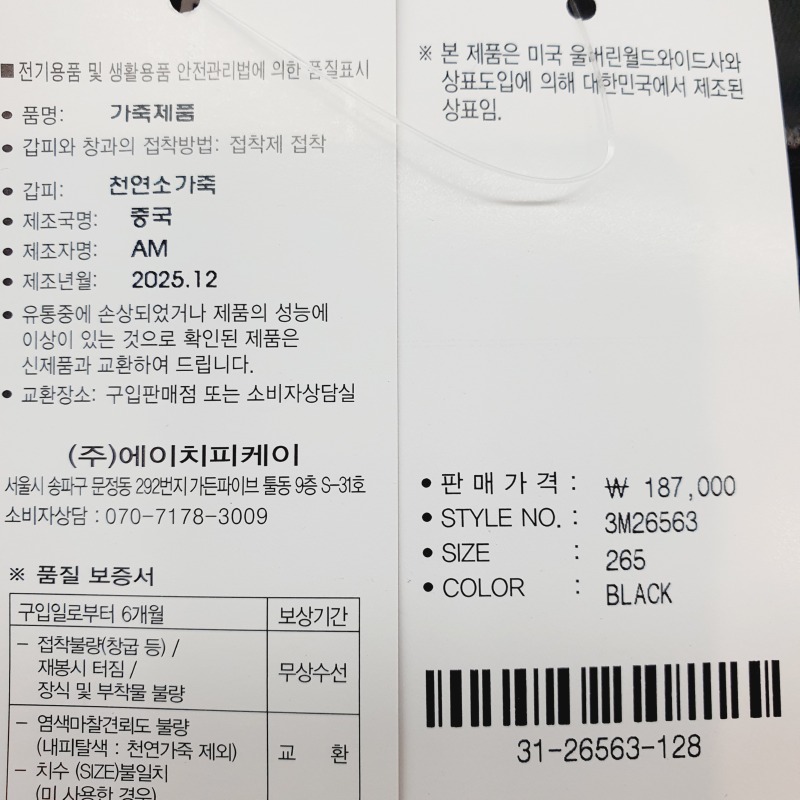 ■전기용품 및 생활용품 안전관리법에 의한 품질표시
• 품명: 가죽제품
• 갑피와 창과의 접착방법: 접착제 접착
• 갑피: 천연소가죽
• 제조국명: 중국
• 제조자명: AM
• 제조년월: 2025.12
• 유통중에 손상되었거나 제품의 성능에
이상이 있는 것으로 확인된 제품은
신제품과 교환하여 드립니다.
• 교환장소: 구입판매점 또는 소비자상담실
(주)에이치피케이
서울시 송파구 문정동 292번지 가든파이브 툴동 9층 S-31호
소비자상담 : 070-7178-3009
※ 품질 보증서
구입일로부터 6개월 보상기간
- 접착불량(창굽 등) /
재봉시 터짐 /
장식 및 부착물 불량
무상수선
- 염색마찰견뢰도 불량
(내피탈색 : 천연가죽 제외)
교 환
- 치수 (SIZE)불일치
(미 사용한 경우)
※ 본 제품은 미국 울버린월드와이드사와
상표도입에 의해 대한민국에서 제조된
상표임.
• 판매가격 : ₩ 187,000
• STYLE NO. : 3M26563
• SIZE : 265
• COLOR : BLACK
31-26563-128